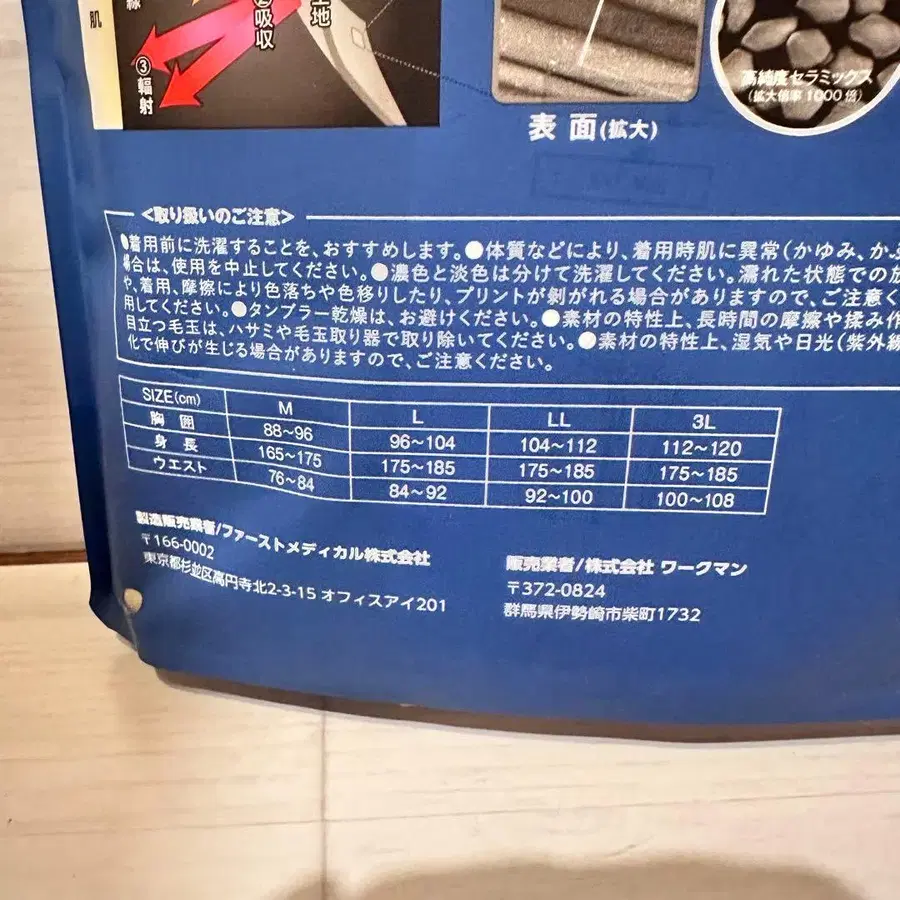 肌
線
③輻射
②吸収
生地
表面(拡大)
高純度セラミックス
(拡大倍率1000倍)
<取り扱いのご注意>
●着用前に洗濯することを、おすすめします。●体質などにより、着用時肌に異常(かゆみ、かぶ
場合は、使用を中止してください。●濃色と淡色は分けて洗濯してください。濡れた状態での放
や、着用、摩擦により色落ちや色移りしたり、プリントが剝がれる場合がありますので、ご注意く
用してください。●タンブラー乾燥は、お避けください。●素材の特性上、長時間の摩擦や揉み作
目立つ毛玉は、ハサミや毛玉取り器で取り除いてください。●素材の特性上、湿気や日光(紫外線
化で伸びが生じる場合がありますので、ご注意ください。
SIZE(cm) M L LL 3L
胸囲 88~96 96~104 104~112 112~120
身長 165~175 175~185 175~185 175~185
ウエスト 76~84 84~92 92~100 100~108
製造販売業者/ファーストメディカル株式会社
〒166-0002
東京都杉並区高円寺北2-3-15 オフィスアイ201
販売業者/株式会社 ワークマン
〒372-0824
群馬県伊勢崎市柴町1732